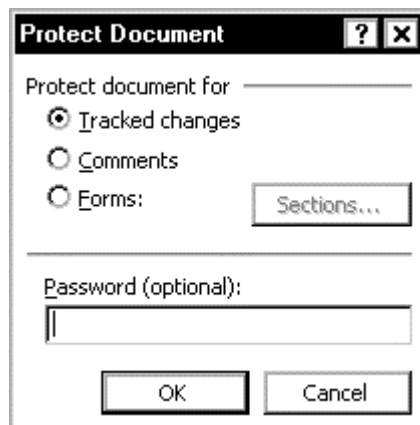 Protect Document ? X
Protect document for
Tracked changes
Comments
Forms:
Sections...
Password (optional):
OK
Cancel